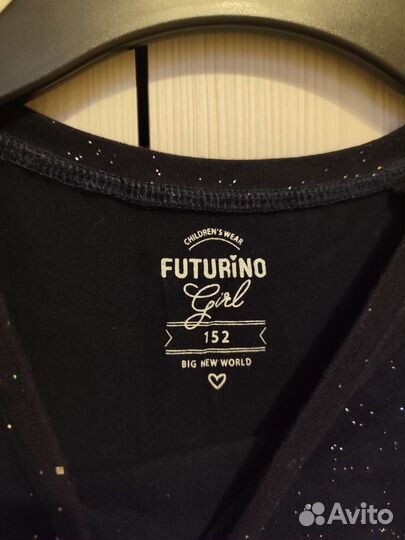 CHILDREN'S WEAR
FUTURiNO
Girl
152
BIG NEW WORLD
Avito